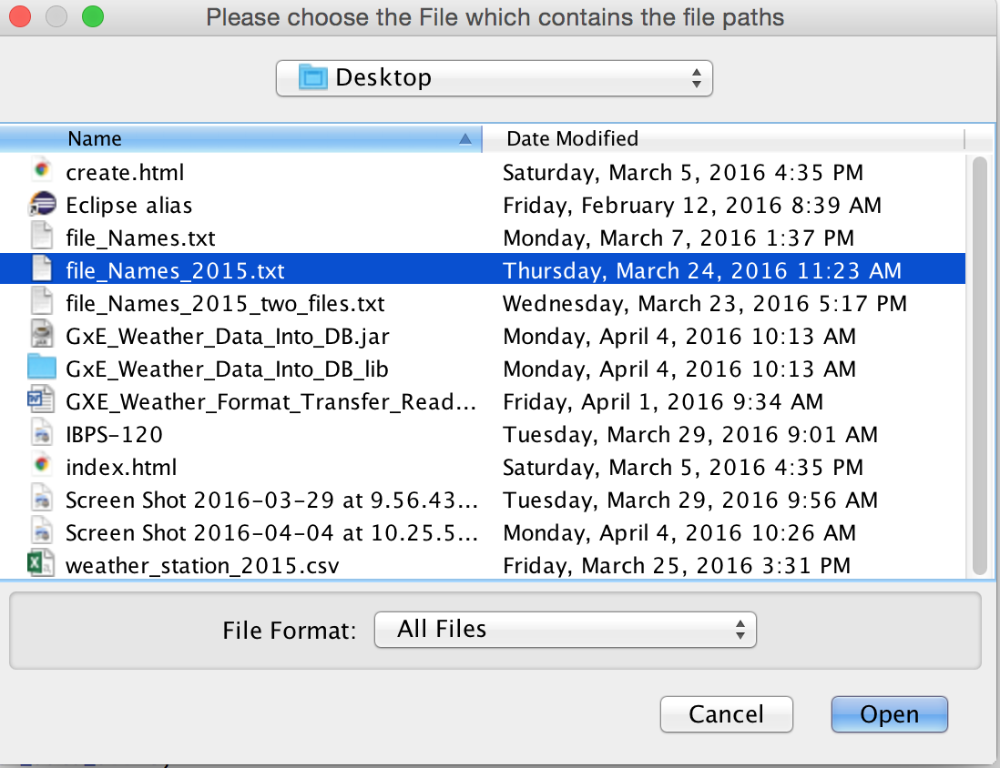 Please choose the File which contains the file paths
Desktop
Name Date Modified
create.html Saturday, March 5, 2016 4:35 PM
Eclipse alias Friday, February 12, 2016 8:39 AM
file_Names.txt Monday, March 7, 2016 1:37 PM
file_Names_2015.txt Thursday, March 24, 2016 11:23 AM
file_Names_2015_two_files.txt Wednesday, March 23, 2016 5:17 PM
GxE_Weather_Data_Into_DB.jar Monday, April 4, 2016 10:13 AM
GxE_Weather_Data_Into_DB_lib Monday, April 4, 2016 10:13 AM
GXE_Weather_Format_Transfer_Read... Friday, April 1, 2016 9:34 AM
IBPS-120 Tuesday, March 29, 2016 9:01 AM
index.html Saturday, March 5, 2016 4:35 PM
Screen Shot 2016-03-29 at 9.56.43... Tuesday, March 29, 2016 9:56 AM
Screen Shot 2016-04-04 at 10.25.5... Monday, April 4, 2016 10:26 AM
weather_station_2015.csv Friday, March 25, 2016 3:31 PM
File Format: All Files
Cancel Open